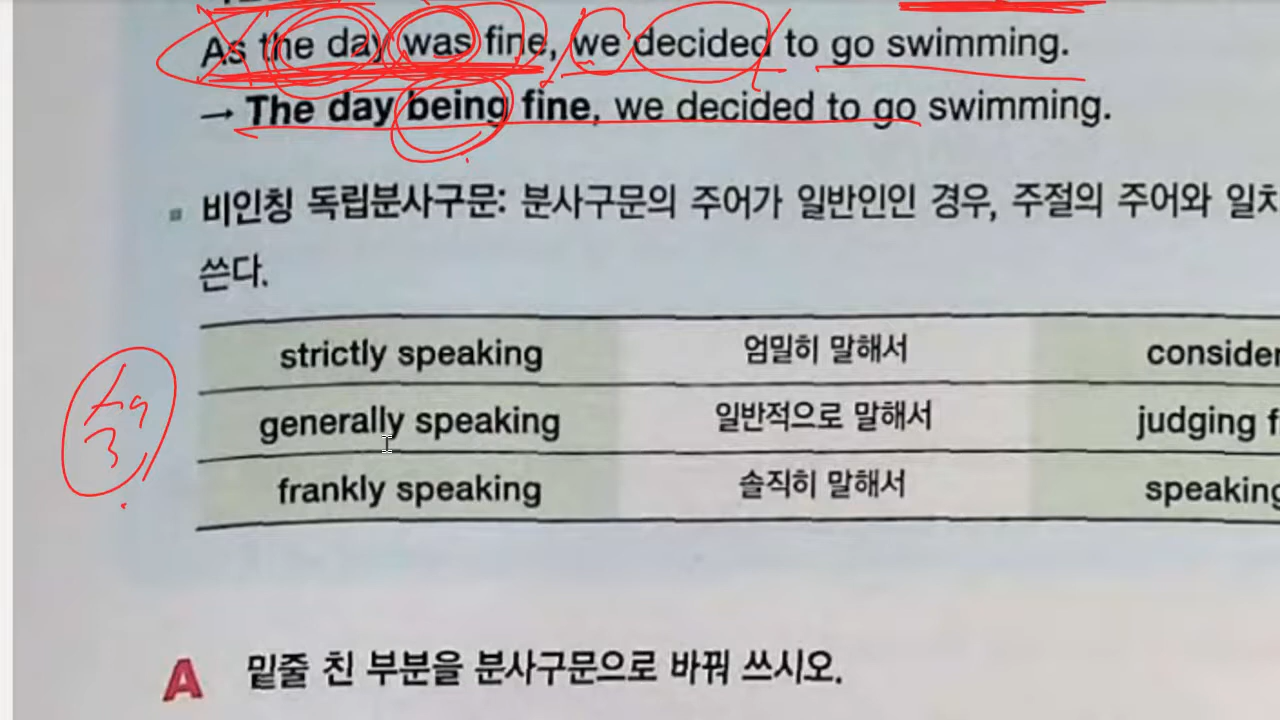 As the day was fine, we decided to go swimming.
→ The day being fine, we decided to go swimming.
비인칭 독립분사구문: 분사구문의 주어가 일반인인 경우, 주절의 주어와
쓴다.
strictly speaking 엄밀히 말해서
generally speaking 일반적으로 말해서 judging
frankly speaking 솔직히 말해서
A 밑줄 친 부분을 분사구문으로 바꿔 쓰시오.